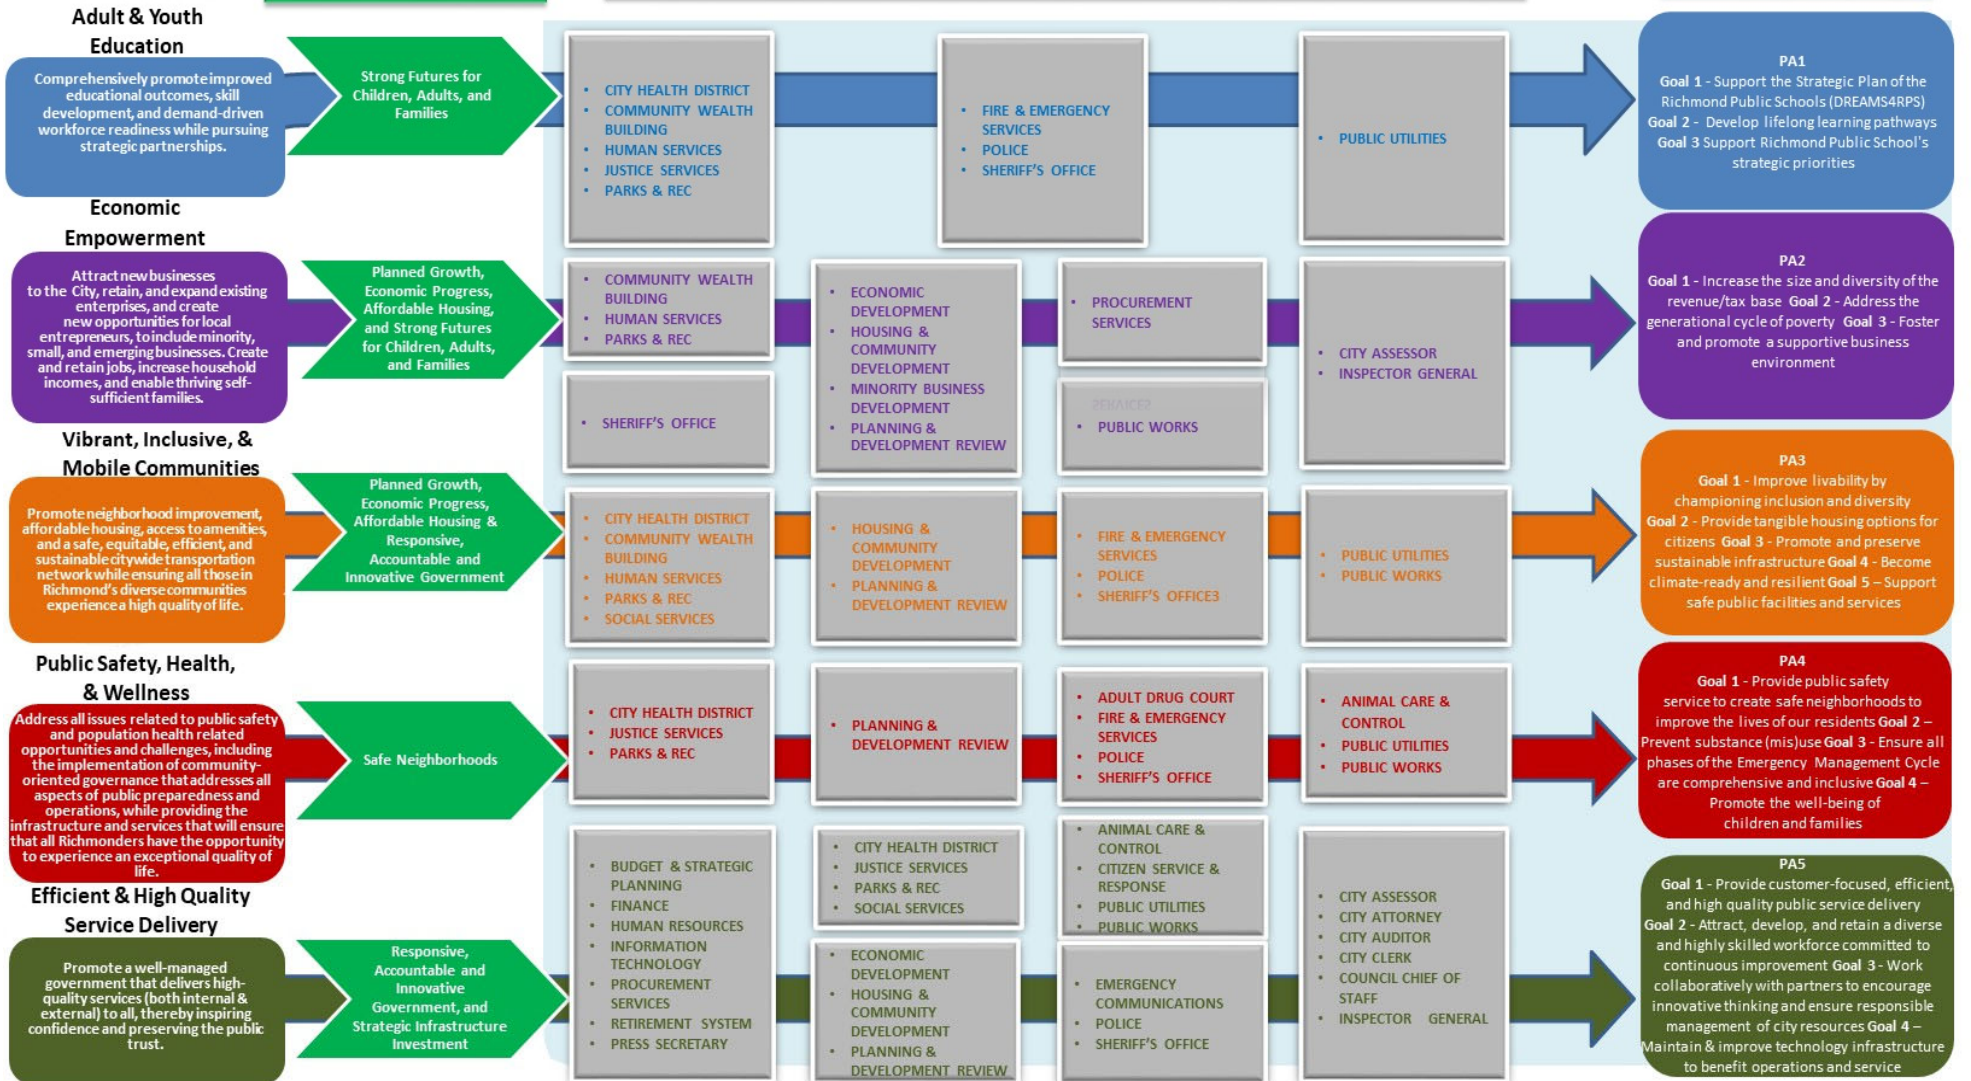 Adult & Youth
Education
Comprehensively promote improved
educational outcomes, skill
development, and demand-driven
workforce readiness while pursuing
strategic partnerships.
Strong Futures for
Children, Adults, and
Families
• CITY HEALTH DISTRICT
• COMMUNITY WEALTH
BUILDING
• HUMAN SERVICES
• JUSTICE SERVICES
• PARKS & REC
• FIRE & EMERGENCY
SERVICES
• POLICE
• SHERIFF'S OFFICE
• PUBLIC UTILITIES
PA1
Goal 1 - Support the Strategic Plan of the
Richmond Public Schools (DREAMS4RPS)
Goal 2 - Develop lifelong learning pathways
Goal 3 Support Richmond Public School's
strategic priorities
Economic
Empowerment
Attract new businesses
to the City, retain, and expand existing
enterprises, and create
new opportunities for local
entrepreneurs, to include minority,
small, and emerging businesses. Create
and retain jobs, increase household
incomes, and enable thriving self-
sufficient families.
Planned Growth,
Economic Progress,
Affordable Housing,
and Strong Futures
for Children, Adults,
and Families
• COMMUNITY WEALTH
BUILDING
• HUMAN SERVICES
• PARKS & REC
• SHERIFF'S OFFICE
• ECONOMIC
DEVELOPMENT
• HOUSING &
COMMUNITY
DEVELOPMENT
• MINORITY BUSINESS
DEVELOPMENT
• PLANNING &
DEVELOPMENT REVIEW
• PROCUREMENT
SERVICES
• PUBLIC WORKS
• CITY ASSESSOR
• INSPECTOR GENERAL
PA2
Goal 1 - Increase the size and diversity of the
revenue/tax base Goal 2 - Address the
generational cycle of poverty Goal 3 - Foster
and promote a supportive business
environment
Vibrant, Inclusive, &
Mobile Communities
Promote neighborhood improvement,
affordable housing, access to amenities,
and a safe, equitable, efficient, and
sustainable citywide transportation
network while ensuring all those in
Richmond's diverse communities
experience a high quality of life.
Planned Growth,
Economic Progress,
Affordable Housing &
Responsive,
Accountable and
Innovative Government
• CITY HEALTH DISTRICT
• COMMUNITY WEALTH
BUILDING
• HUMAN SERVICES
• PARKS & REC
• SOCIAL SERVICES
• HOUSING &
COMMUNITY
DEVELOPMENT
• PLANNING &
DEVELOPMENT REVIEW
• FIRE & EMERGENCY
SERVICES
• POLICE
• SHERIFF'S OFFICE3
• PUBLIC UTILITIES
• PUBLIC WORKS
PA3
Goal 1 - Improve livability by
championing inclusion and diversity
Goal 2 - Provide tangible housing options for
citizens Goal 3 - Promote and preserve
sustainable infrastructure Goal 4 - Become
climate-ready and resilient Goal 5 – Support
safe public facilities and services
Public Safety, Health,
& Wellness
Address all issues related to public safety
and population health related
opportunities and challenges, including
the implementation of community-
oriented governance that addresses all
aspects of public preparedness and
operations, while providing the
infrastructure and services that will ensure
that all Richmonders have the opportunity
to experience an exceptional quality of
life.
Safe Neighborhoods
• CITY HEALTH DISTRICT
• JUSTICE SERVICES
• PARKS & REC
• PLANNING &
DEVELOPMENT REVIEW
• ADULT DRUG COURT
• FIRE & EMERGENCY
SERVICES
• POLICE
• SHERIFF'S OFFICE
• ANIMAL CARE &
CONTROL
• PUBLIC UTILITIES
• PUBLIC WORKS
PA4
Goal 1 - Provide public safety
service to create safe neighborhoods to
improve the lives of our residents Goal 2 –
Prevent substance (mis)use Goal 3 - Ensure all
phases of the Emergency Management Cycle
are comprehensive and inclusive Goal 4 –
Promote the well-being of
children and families
Efficient & High Quality
Service Delivery
Promote a well-managed
government that delivers high-
quality services (both internal &
external) to all, thereby inspiring
confidence and preserving the public
trust.
Responsive,
Accountable and
Innovative
Government, and
Strategic Infrastructure
Investment
• BUDGET & STRATEGIC
PLANNING
• FINANCE
• HUMAN RESOURCES
• INFORMATION
TECHNOLOGY
• PROCUREMENT
SERVICES
• RETIREMENT SYSTEM
• PRESS SECRETARY
• CITY HEALTH DISTRICT
• JUSTICE SERVICES
• PARKS & REC
• SOCIAL SERVICES
• ECONOMIC
DEVELOPMENT
• HOUSING &
COMMUNITY
DEVELOPMENT
• PLANNING &
DEVELOPMENT REVIEW
• ANIMAL CARE &
CONTROL
• CITIZEN SERVICE &
RESPONSE
• PUBLIC UTILITIES
• PUBLIC WORKS
• EMERGENCY
COMMUNICATIONS
• POLICE
• SHERIFF'S OFFICE
• CITY ASSESSOR
• CITY ATTORNEY
• CITY AUDITOR
• CITY CLERK
• COUNCIL CHIEF OF
STAFF
• INSPECTOR GENERAL
PA5
Goal 1 - Provide customer-focused, efficient,
and high quality public service delivery
Goal 2 - Attract, develop, and retain a diverse
and highly skilled workforce committed to
continuous improvement Goal 3 - Work
collaboratively with partners to encourage
innovative thinking and ensure responsible
management of city resources Goal 4 –
Maintain & improve technology infrastructure
to benefit operations and service